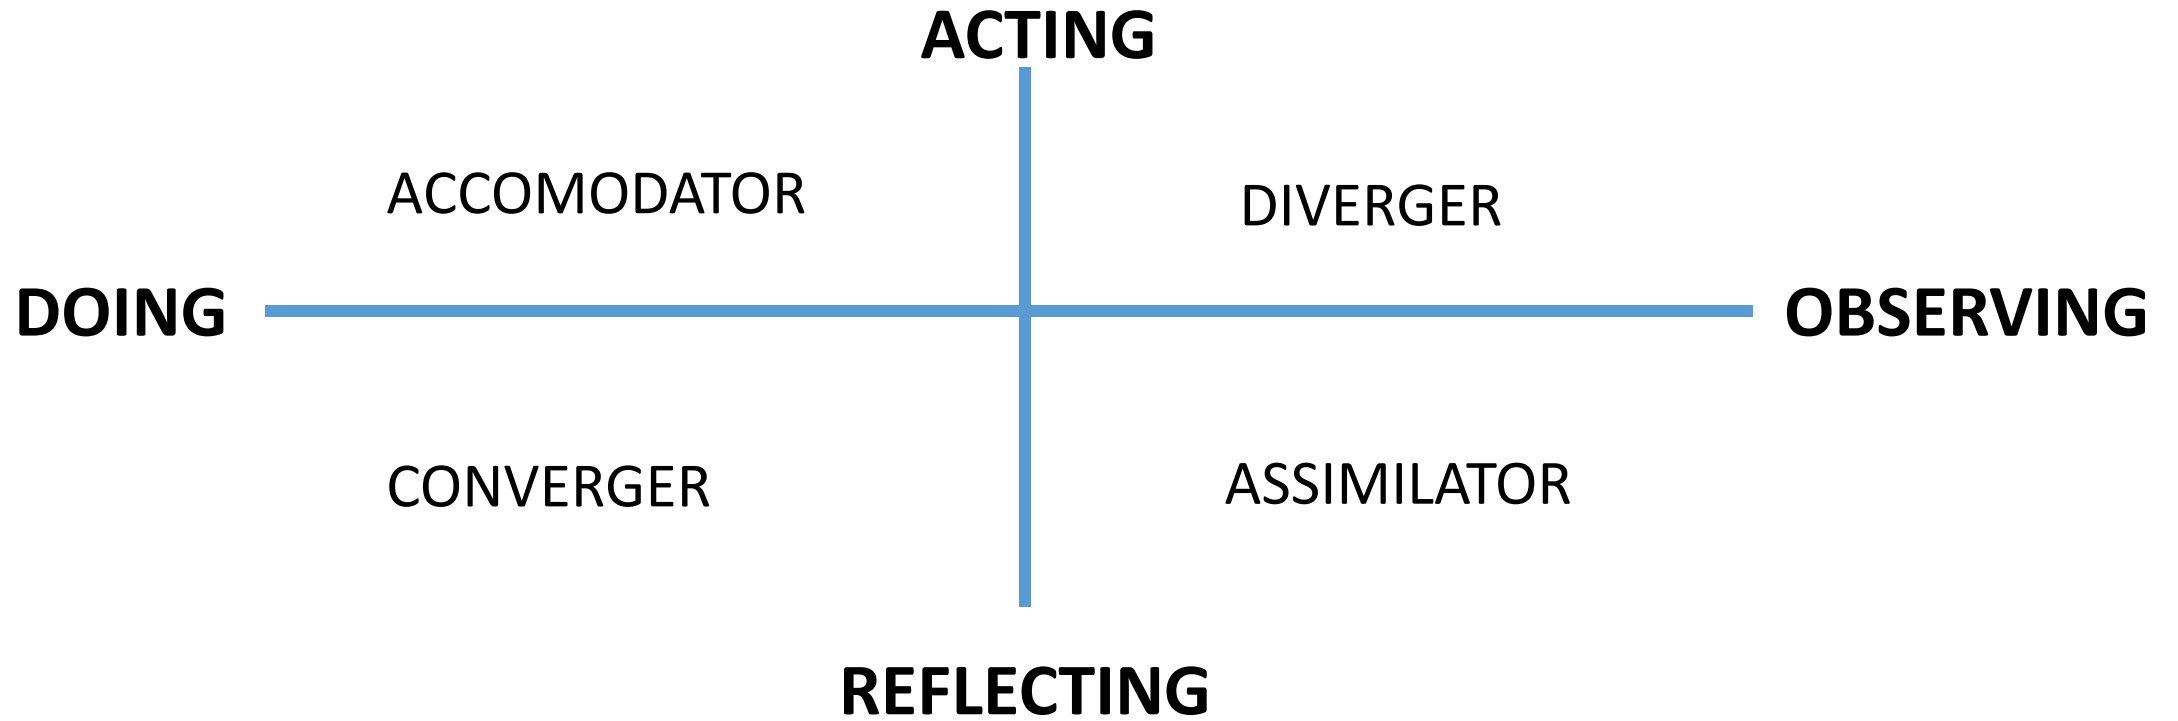 ACTING
ACCOMODATOR
DIVERGER
DOING
OBSERVING
CONVERGER
ASSIMILATOR
REFLECTING